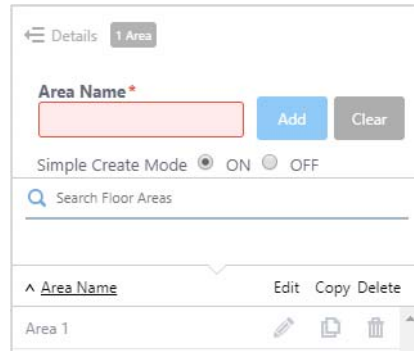 Details 1 Area
Area Name*
Add Clear
Simple Create Mode ON OFF
Search Floor Areas
Area Name Edit Copy Delete
Area 1